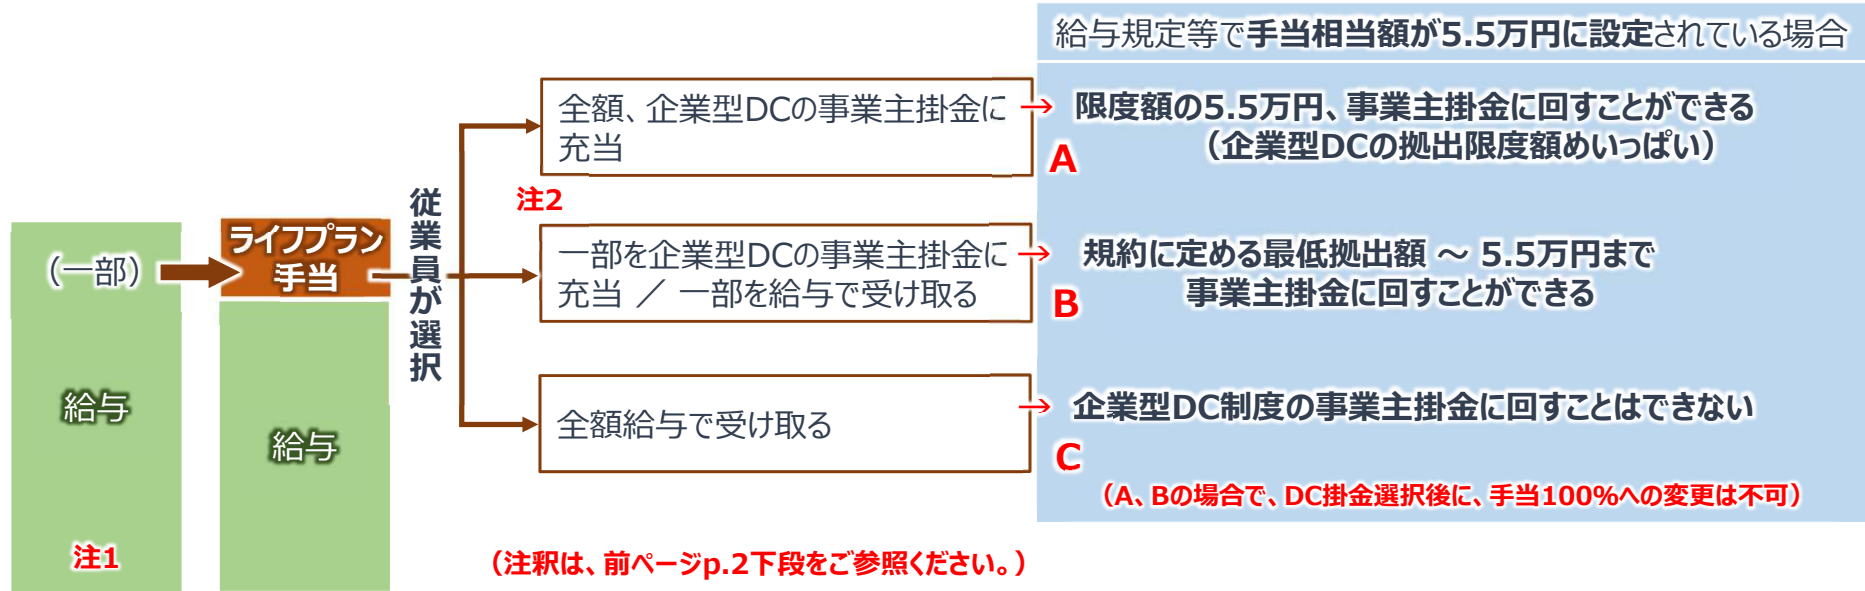 給与規定等で手当相当額が5.5万円に設定されている場合
全額、企業型DCの事業主掛金に
充当
→ 限度額の5.5万円、事業主掛金に回すことができる
（企業型DCの拠出限度額めいっぱい）
A
注2
従業員が選択
（一部）
ライフプラン
手当
一部を企業型DCの事業主掛金に
充当 ／ 一部を給与で受け取る
→ 規約に定める最低拠出額 ～ 5.5万円まで
事業主掛金に回すことができる
B
給与
給与
全額給与で受け取る
→ 企業型DC制度の事業主掛金に回すことはできない
C
（A、Bの場合で、DC掛金選択後に、手当100%への変更は不可）
注1
（注釈は、前ページp.2下段をご参照ください。）